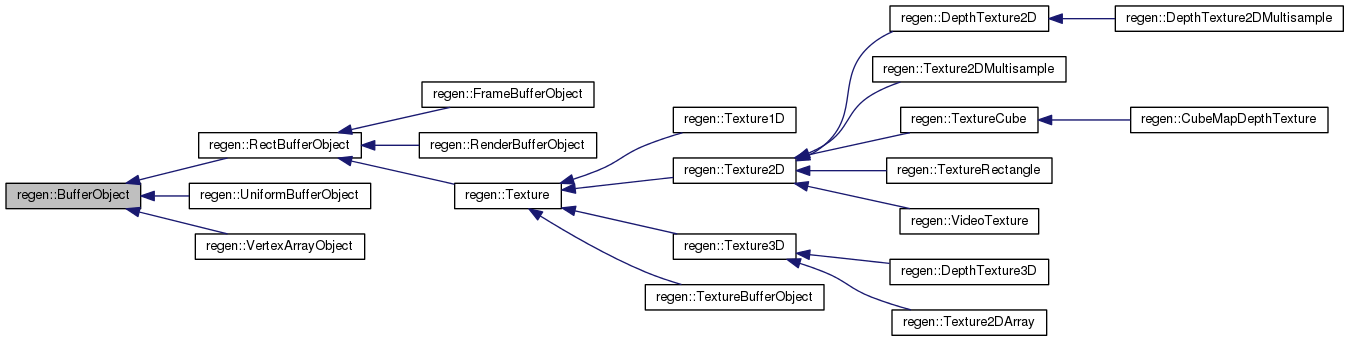 regen::DepthTexture2D
regen::DepthTexture2DMultisample
regen::Texture2DMultisample
regen::FrameBufferObject
regen::Texture1D
regen::TextureCube
regen::CubeMapDepthTexture
regen::RectBufferObject
regen::RenderBufferObject
regen::Texture2D
regen::TextureRectangle
regen::BufferObject
regen::UniformBufferObject
regen::Texture
regen::VideoTexture
regen::VertexArrayObject
regen::Texture3D
regen::DepthTexture3D
regen::TextureBufferObject
regen::Texture2DArray